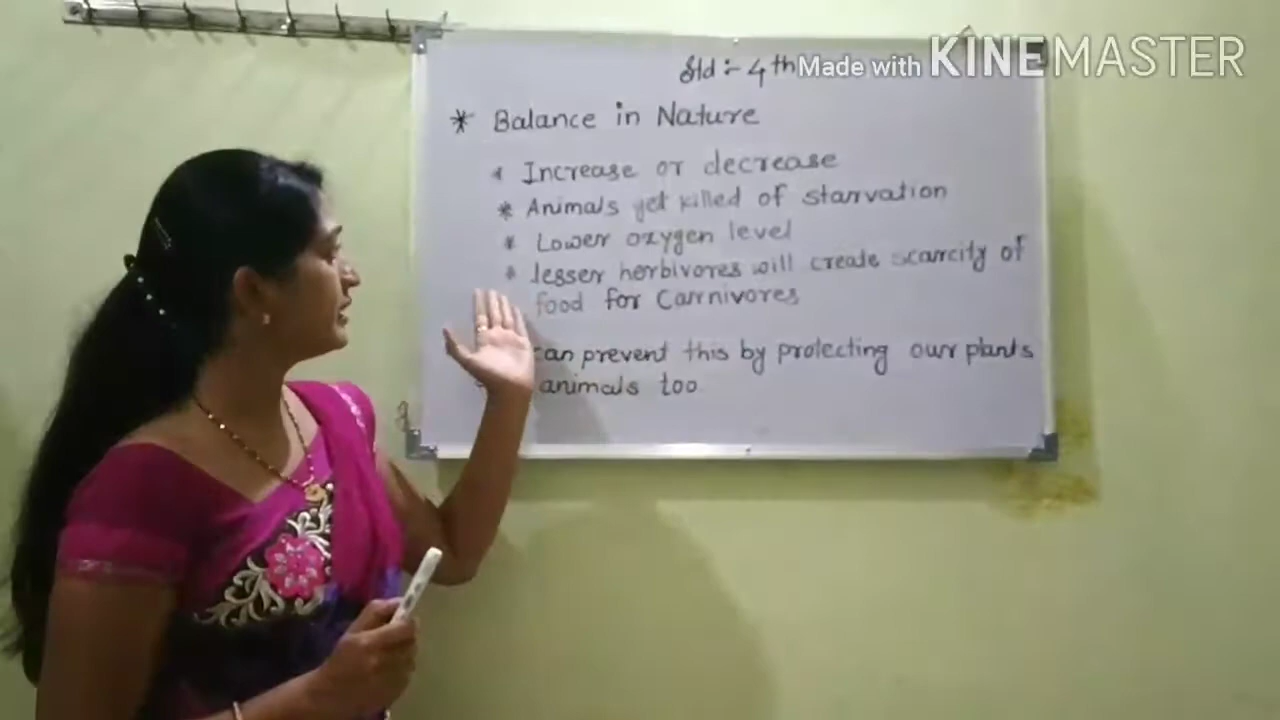 Std :- 4th
Made with KINEMASTER
* Balance in Nature
* Increase or decrease
* Animals get killed of starvation
* Lower oxygen level
* lesser herbivores will create scarcity of
food for Carnivores
can prevent this by protecting our plants
animals too